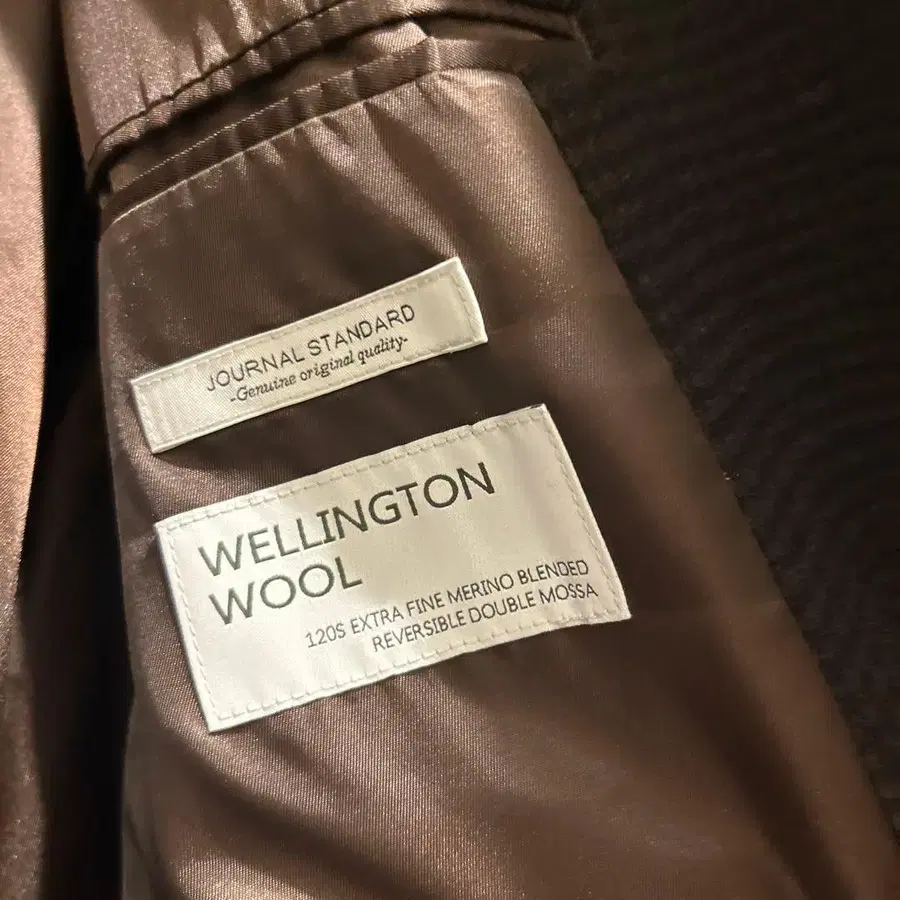 JOURNAL STANDARD
-Genuine original quality-
WELLINGTON
WOOL
120S EXTRA FINE MERINO BLENDED
REVERSIBLE DOUBLE MOSSA